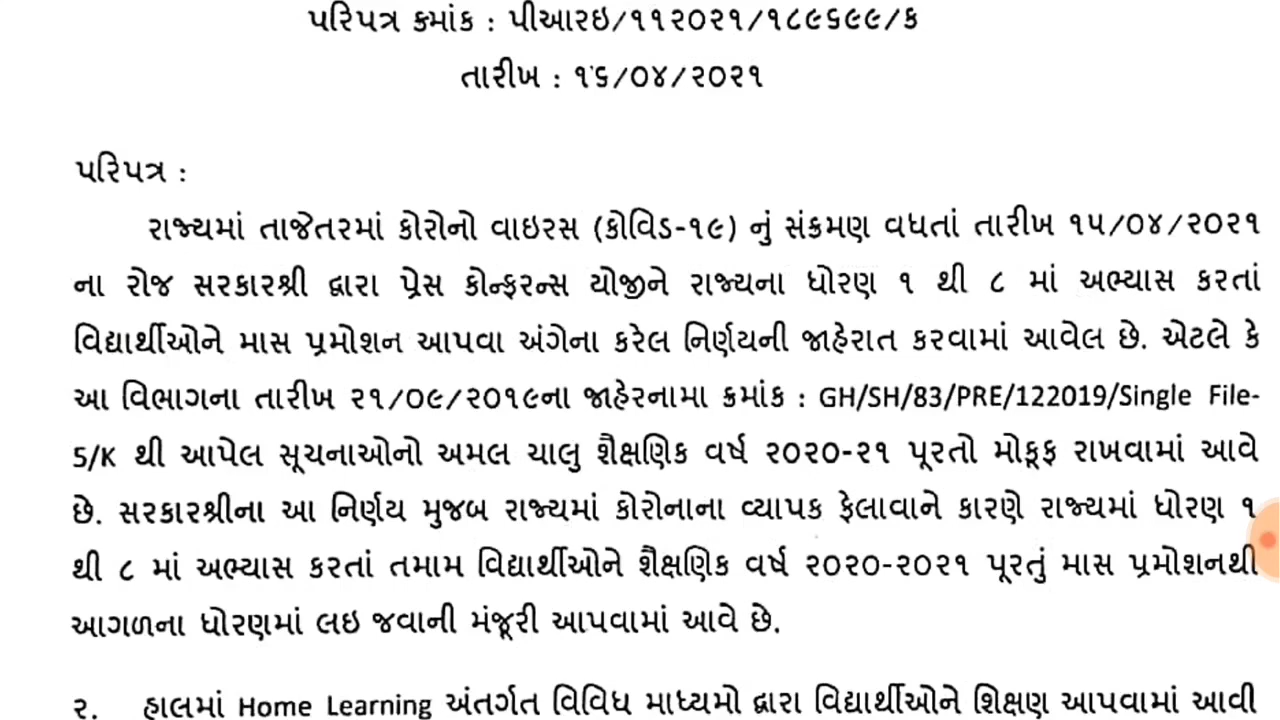 પરિપત્ર ક્રમાંક : પીઆરઇ/૧૧૨૦૨૧/૧૮૯૬૯૯/ક
તારીખ : ૧૬/૦૪/૨૦૨૧
પરિપત્ર :
રાજ્યમાં તાજેતરમાં કોરોનો વાઇરસ (કોવિડ-૧૯) નું સંક્રમણ વધતાં તારીખ ૧૫/૦૪/૨૦૨૧
ના રોજ સરકારશ્રી દ્વારા પ્રેસ કોન્ફરન્સ યોજીને રાજ્યના ધોરણ ૧ થી ૮ માં અભ્યાસ કરતાં
વિદ્યાર્થીઓને માસ પ્રમોશન આપવા અંગેના કરેલ નિર્ણયની જાહેરાત કરવામાં આવેલ છે. એટલે કે
આ વિભાગના તારીખ ૨૧/૦૯/૨૦૧૯ના જાહેરનામા ક્રમાંક : GH/SH/83/PRE/122019/Single File-
5/K થી આપેલ સૂચનાઓનો અમલ ચાલુ શૈક્ષણિક વર્ષ ૨૦૨૦-૨૧ પૂરતો મોકૂફ રાખવામાં આવે
છે. સરકારશ્રીના આ નિર્ણય મુજબ રાજ્યમાં કોરોનાના વ્યાપક ફેલાવાને કારણે રાજ્યમાં ધોરણ ૧
થી ૮ માં અભ્યાસ કરતાં તમામ વિદ્યાર્થીઓને શૈક્ષણિક વર્ષ ૨૦૨૦-૨૦૨૧ પૂરતું માસ પ્રમોશનથી
આગળના ધોરણમાં લઇ જવાની મંજૂરી આપવામાં આવે છે.
૨. હાલમાં Home Learning અંતર્ગત વિવિધ માધ્યમો દ્વારા વિદ્યાર્થીઓને શિક્ષણ આપવામાં આવી